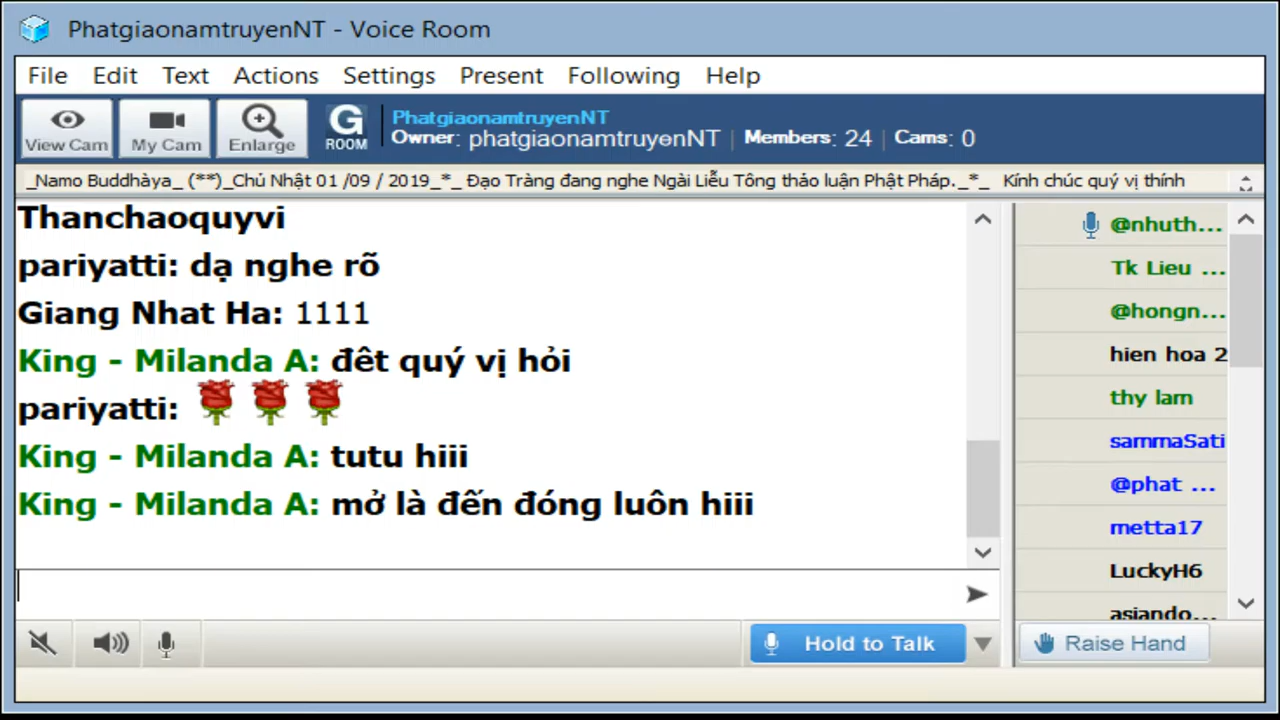 PhatgiaonamtruyenNT - Voice Room
File Edit Text Actions Settings Present Following Help
View Cam My Cam Enlarge G ROOM
PhatgiaonamtruyenNT
Owner: phatgiaonamtruyenNT | Members: 24 | Cams: 0
_Namo Buddhàya_ (**)_Chủ Nhật 01 /09 / 2019_*_ Đạo Tràng đang nghe Ngài Liễu Tông thảo luận Phật Pháp._*_ Kính chúc quý vị thính
Thanchaoquyvi
pariyatti: dạ nghe rõ
Giang Nhat Ha: 1111
King - Milanda A: đêt quý vị hỏi
pariyatti:
King - Milanda A: tutu hiii
King - Milanda A: mở là đến đóng luôn hiii
@nhuth...
Tk Lieu ...
@hongn...
hien hoa 2
thy lam
sammaSati
@phat ...
metta17
LuckyH6
asiando...
Hold to Talk
Raise Hand